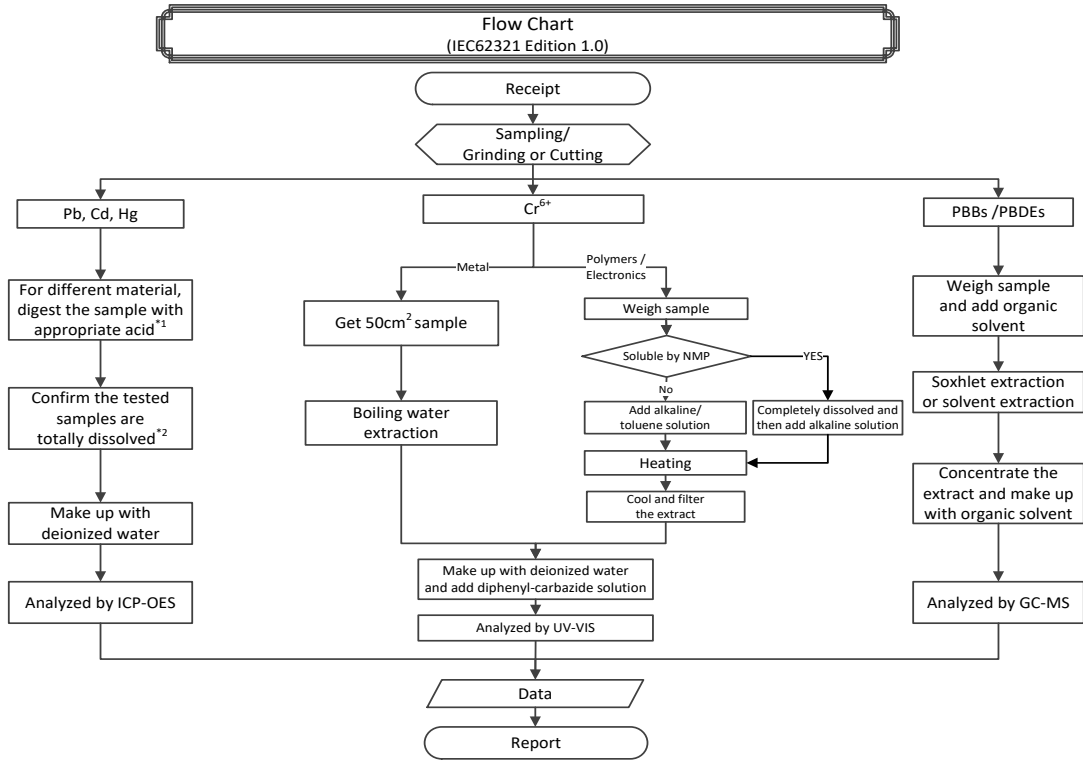 Flow Chart
(IEC62321 Edition 1.0)
Receipt
Sampling/
Grinding or Cutting
Pb, Cd, Hg
For different material,
digest the sample with
appropriate acid*1
Confirm the tested
samples are
totally dissolved*2
Make up with
deionized water
Analyzed by ICP-OES
Cr6+
Metal
Get 50cm2 sample
Boiling water
extraction
Polymers /
Electronics
Weigh sample
Soluble by NMP
YES
No
Add alkaline/
toluene solution
Completely dissolved and
then add alkaline solution
Heating
Cool and filter
the extract
Make up with deionized water
and add diphenyl-carbazide solution
Analyzed by UV-VIS
PBBs /PBDEs
Weigh sample
and add organic
solvent
Soxhlet extraction
or solvent extraction
Concentrate the
extract and make up
with organic solvent
Analyzed by GC-MS
Data
Report